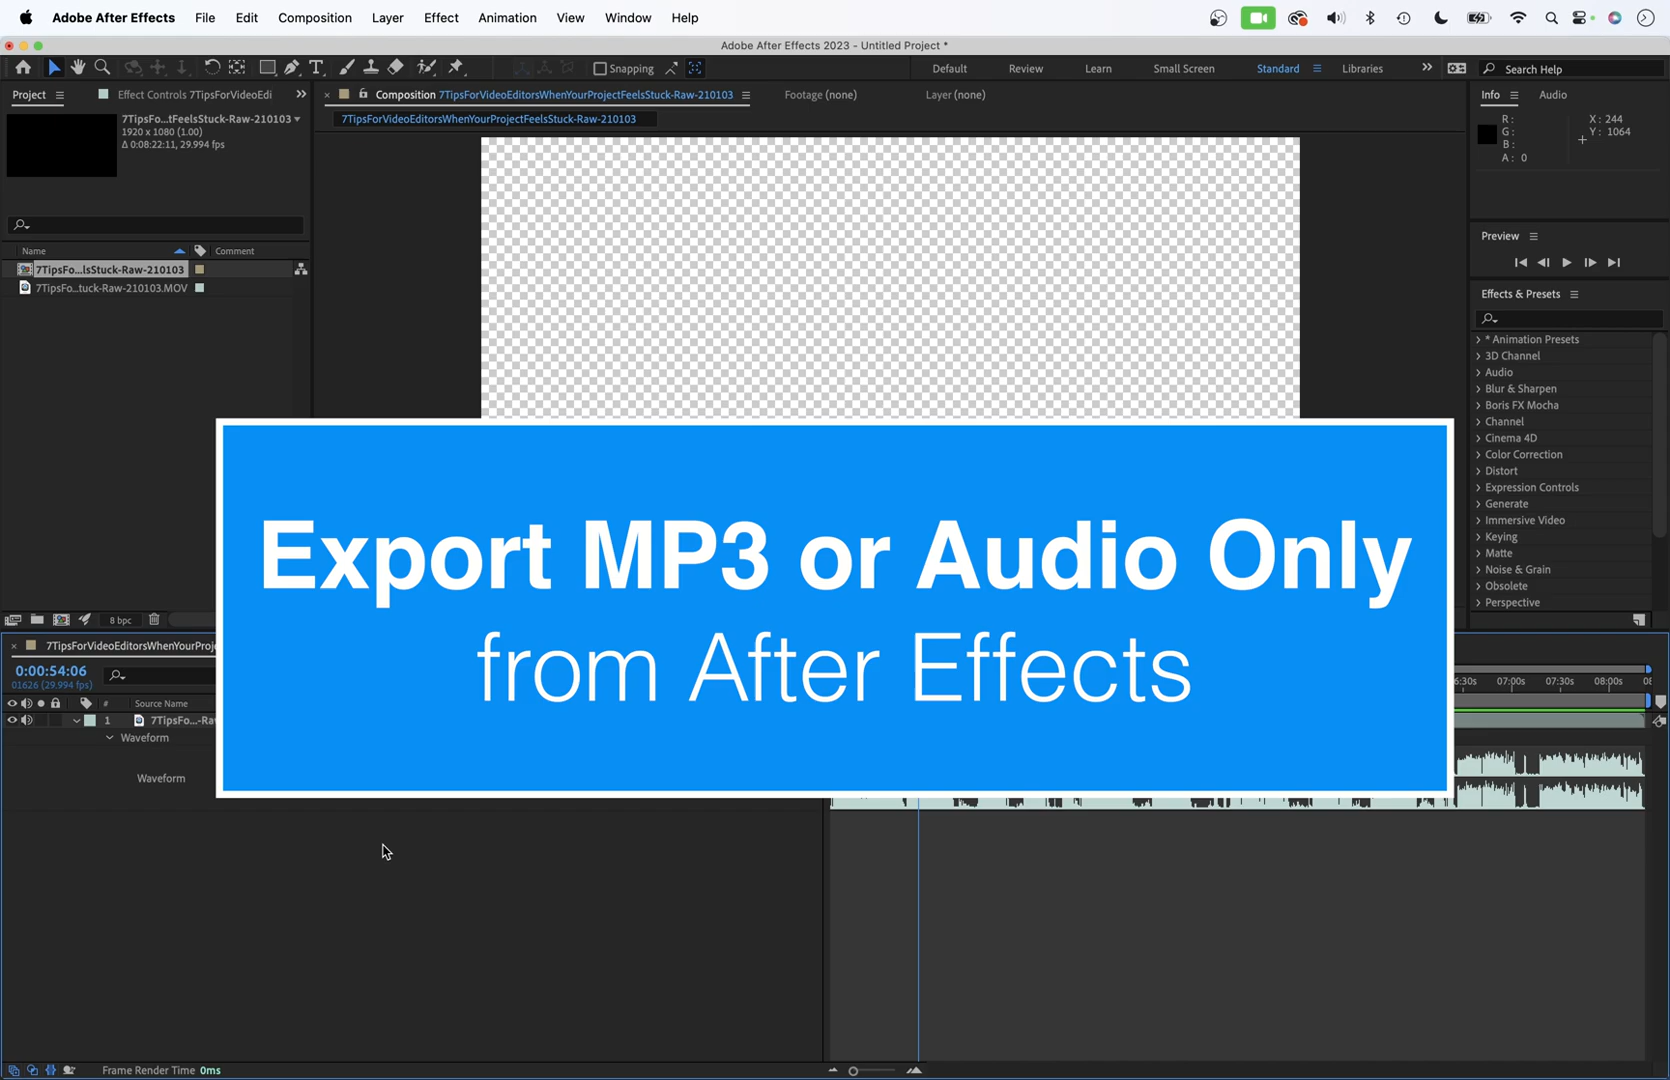 Adobe After Effects File Edit Composition Layer Effect Animation View Window Help
Adobe After Effects 2023 - Untitled Project *
Snapping Default Review Learn Small Screen Standard Libraries Search Help
Project Effect Controls 7TipsForVideoEdi
Composition 7TipsForVideoEditorsWhenYourProjectFeelsStuck-Raw-210103 Footage (none) Layer (none)
Info Audio
7TipsForVideoEditorsWhenYourProjectFeelsStuck-Raw-210103
7TipsFo...tFeelsStuck-Raw-210103
1920 x 1080 (1.00)
Δ 0:08:22:11, 29.994 fps
R :
G :
B :
A : 0
X : 244
Y : 1064
Name Comment
7TipsFo...lsStuck-Raw-210103
7TipsFo...tuck-Raw-210103.MOV
Preview
Effects & Presets
* Animation Presets
3D Channel
Audio
Blur & Sharpen
Boris FX Mocha
Channel
Cinema 4D
Color Correction
Distort
Expression Controls
Generate
Immersive Video
Keying
Matte
Noise & Grain
Obsolete
Perspective
Export MP3 or Audio Only
from After Effects
8 bpc
7TipsForVideoEditorsWhenYourProje
0:00:54:06
01626 (29.994 fps)
# Source Name
1 7TipsFo...-Ra
Waveform
Waveform
6:30s 07:00s 07:30s 08:00s
Frame Render Time 0ms